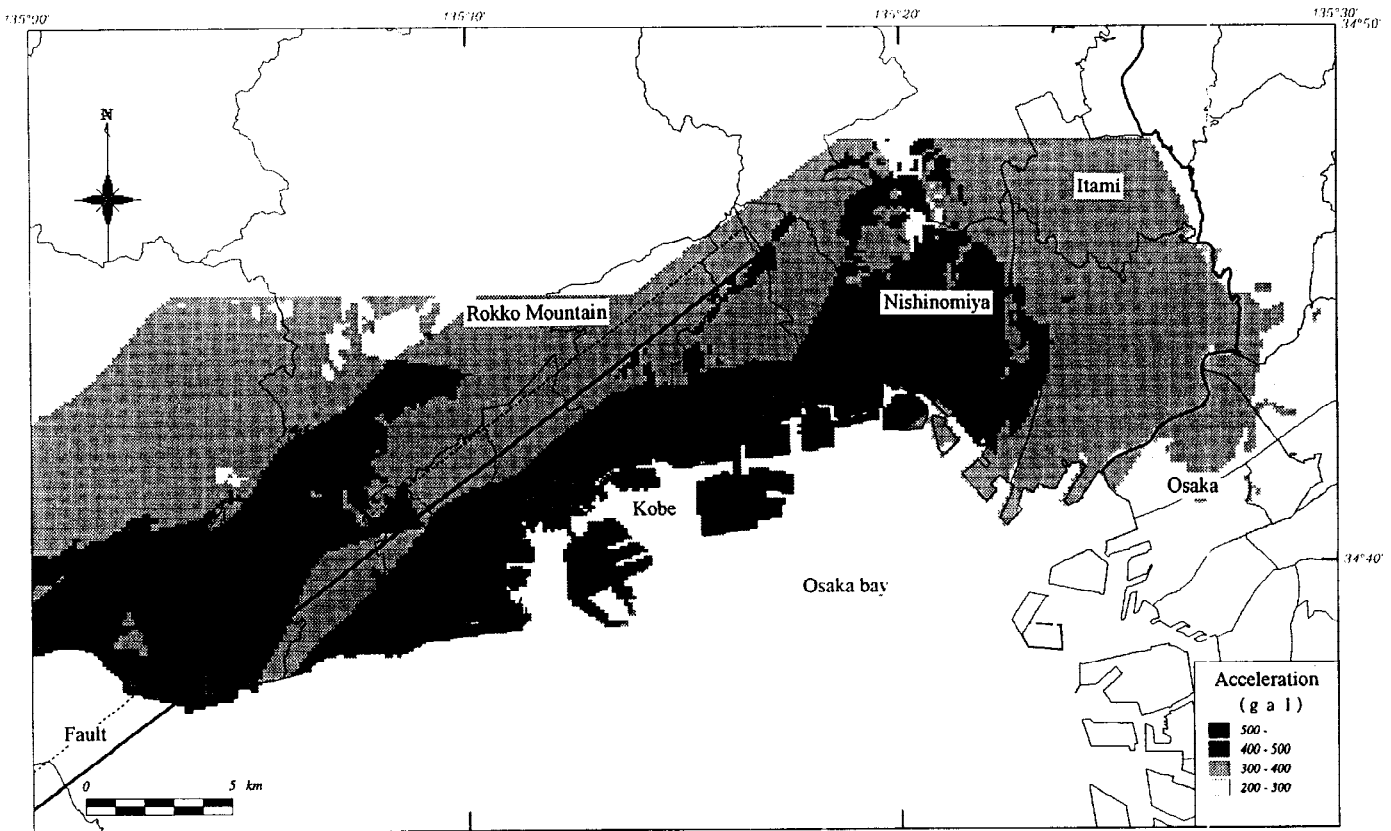 135°00'
135°10'
135°20'
135°30'
34°50'
N
Itami
Rokko Mountain
Nishinomiya
Osaka
Kobe
34°40'
Osaka bay
Acceleration
( g a l )
500 -
400 - 500
300 - 400
200 - 300
Fault
0 5 km